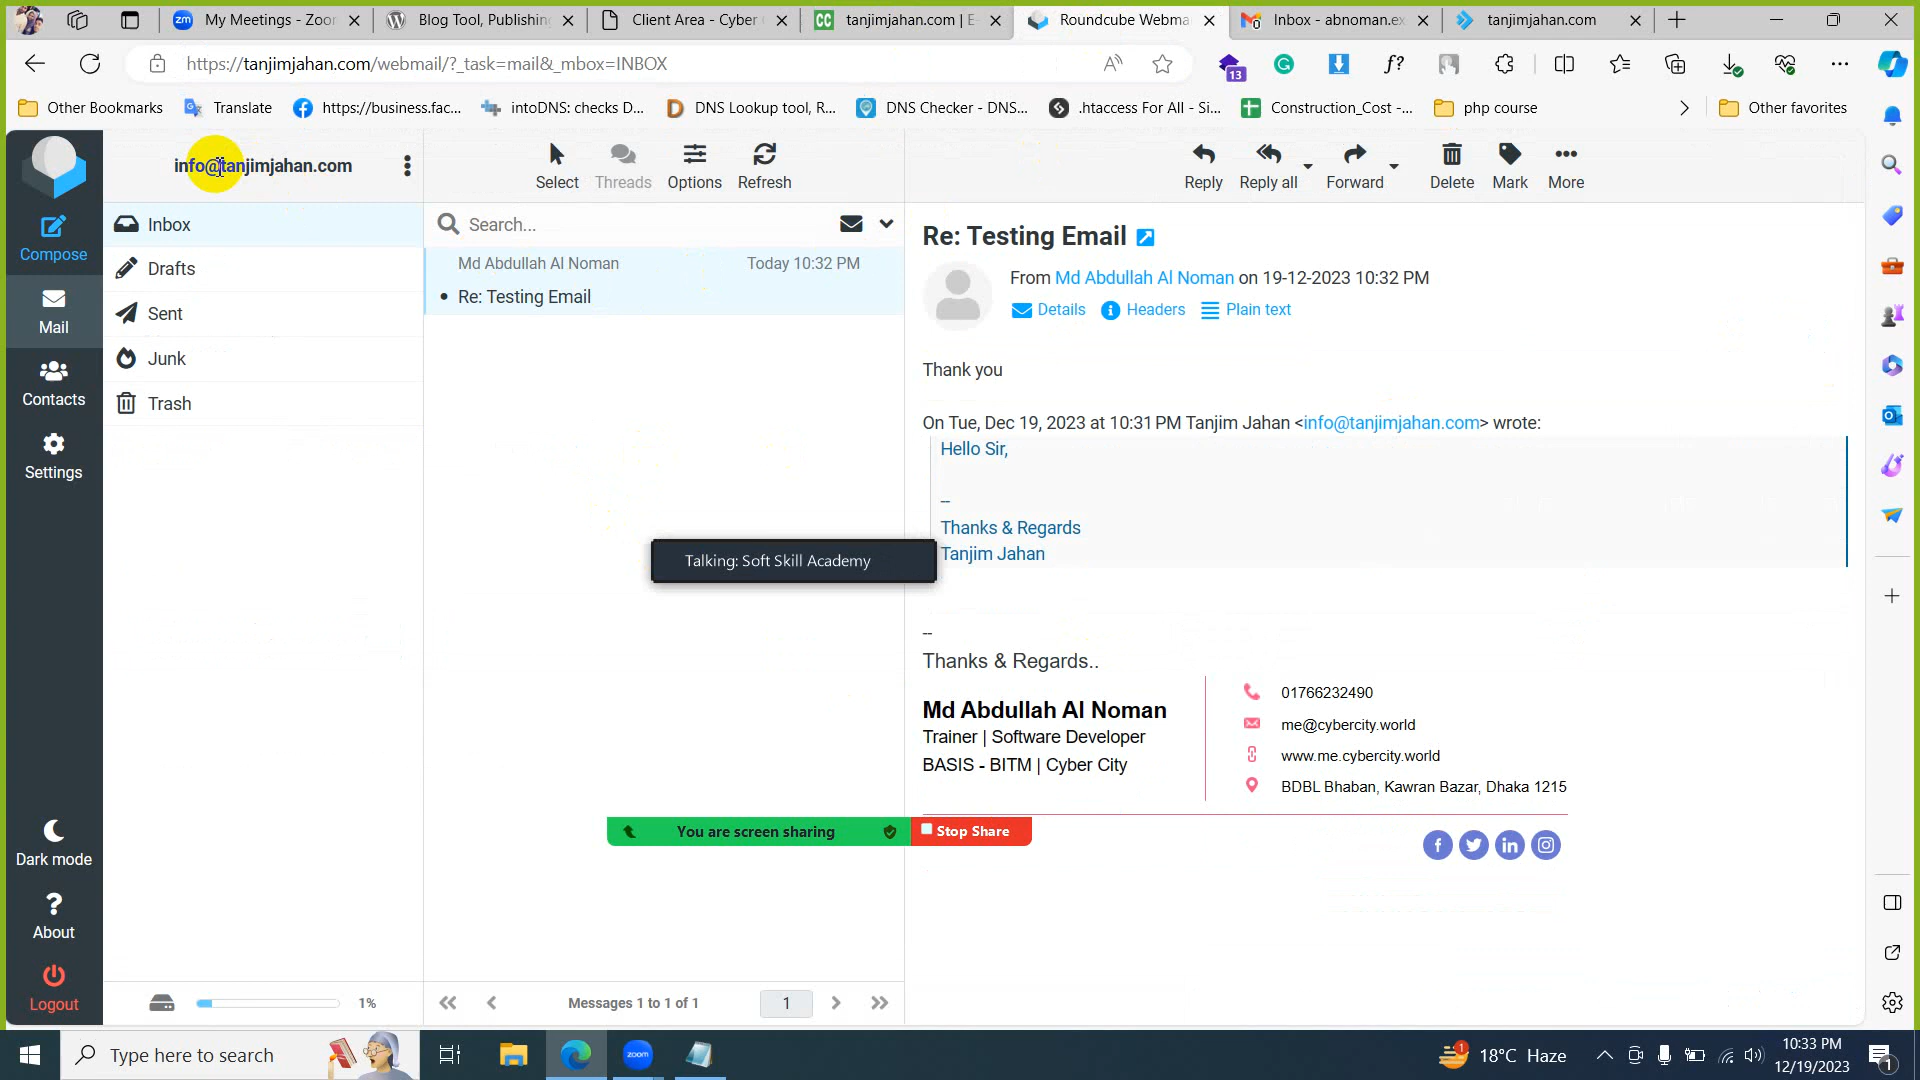 My Meetings - Zoo
Blog Tool, Publishing
Client Area - Cyber
tanjimjahan.com | E-
Roundcube Webma
Inbox - abnoman.ex
tanjimjahan.com
https://tanjimjahan.com/webmail/?_task=mail&_mbox=INBOX
13
Other Bookmarks
Translate
https://business.fac...
intoDNS: checks D...
DNS Lookup tool, R...
DNS Checker - DNS...
.htaccess For All - Si...
Construction_Cost -...
php course
Other favorites
info@tanjimjahan.com
Compose
Mail
Contacts
Settings
Dark mode
About
Logout
Inbox
Drafts
Sent
Junk
Trash
1%
Select
Threads
Options
Refresh
Search...
Md Abdullah Al Noman
Today 10:32 PM
Re: Testing Email
Messages 1 to 1 of 1
1
Reply
Reply all
Forward
Delete
Mark
More
Re: Testing Email
From Md Abdullah Al Noman on 19-12-2023 10:32 PM
Details
Headers
Plain text
Thank you
On Tue, Dec 19, 2023 at 10:31 PM Tanjim Jahan <info@tanjimjahan.com> wrote:
Hello Sir,
--
Thanks & Regards
Tanjim Jahan
Talking: Soft Skill Academy
--
Thanks & Regards..
Md Abdullah Al Noman
Trainer | Software Developer
BASIS - BITM | Cyber City
01766232490
me@cybercity.world
www.me.cybercity.world
BDBL Bhaban, Kawran Bazar, Dhaka 1215
You are screen sharing
Stop Share
Type here to search
zoom
1
18°C Haze
10:33 PM
12/19/2023
1